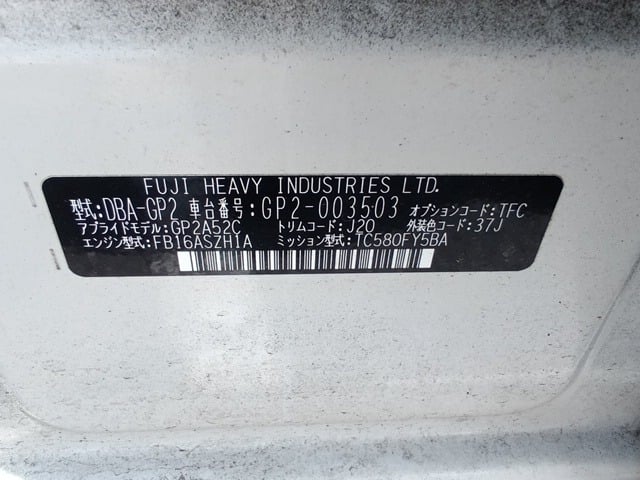 FUJI HEAVY INDUSTRIES LTD.
型式:DBA-GP2 車台番号:GP2-003503 オプションコード:TFC
アプライドモデル:GP2A52C トリムコード:J20 外装色コード:37J
エンジン型式:FB16ASZH1A ミッション型式:TC580FY5BA